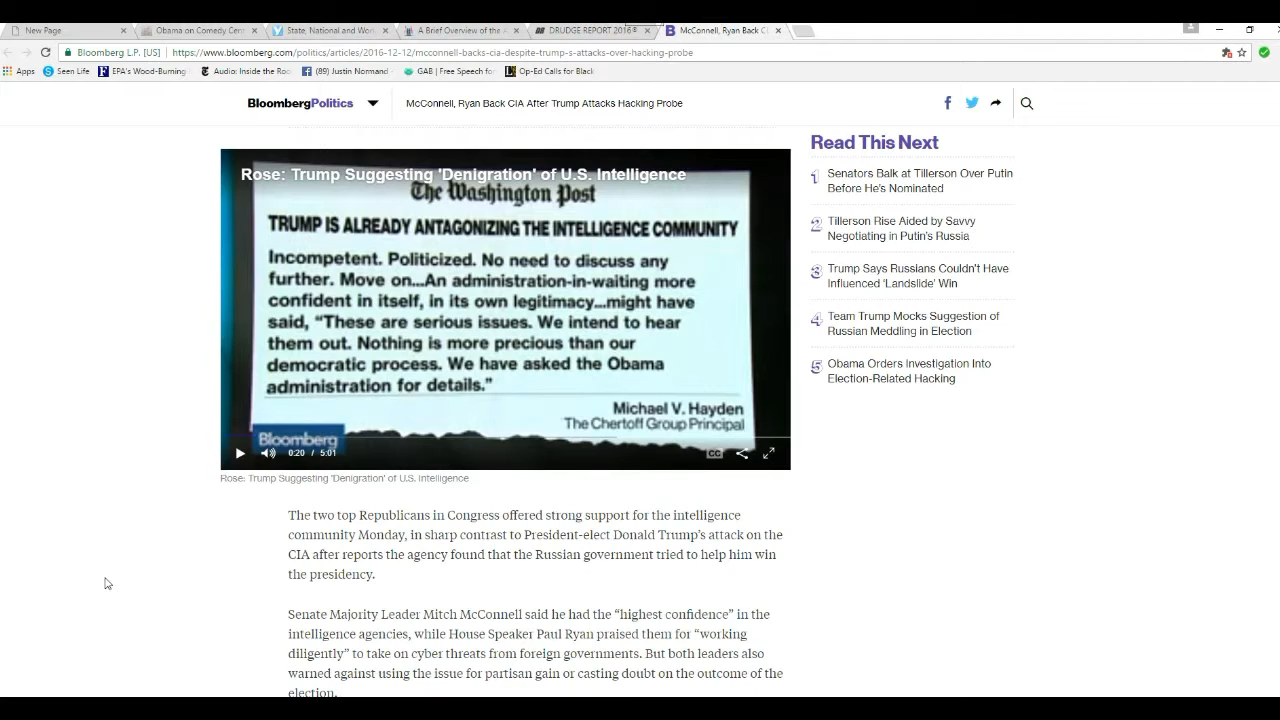 New Page
Obama on Comedy Cent
State, National and Worl
A Brief Overview of the A
DRUDGE REPORT 2016®
McConnell, Ryan Back CI
Bloomberg L.P. [US]
https://www.bloomberg.com/politics/articles/2016-12-12/mcconnell-backs-cia-despite-trump-s-attacks-over-hacking-probe
Apps
Seen Life
EPA's Wood-Burning
Audio: Inside the Roo
(89) Justin Normand
GAB | Free Speech for
Op-Ed Calls for Black
BloombergPolitics
McConnell, Ryan Back CIA After Trump Attacks Hacking Probe
Rose: Trump Suggesting 'Denigration' of U.S. Intelligence
The Washington Post
TRUMP IS ALREADY ANTAGONIZING THE INTELLIGENCE COMMUNITY
Incompetent. Politicized. No need to discuss any
further. Move on...An administration-in-waiting more
confident in itself, in its own legitimacy...might have
said, “These are serious issues. We intend to hear
them out. Nothing is more precious than our
democratic process. We have asked the Obama
administration for details.”
Michael V. Hayden
The Chertoff Group Principal
Bloomberg
0:20 / 5:01
CC
Rose: Trump Suggesting 'Denigration' of U.S. Intelligence
The two top Republicans in Congress offered strong support for the intelligence
community Monday, in sharp contrast to President-elect Donald Trump’s attack on the
CIA after reports the agency found that the Russian government tried to help him win
the presidency.
Senate Majority Leader Mitch McConnell said he had the “highest confidence” in the
intelligence agencies, while House Speaker Paul Ryan praised them for “working
diligently” to take on cyber threats from foreign governments. But both leaders also
warned against using the issue for partisan gain or casting doubt on the outcome of the
election.
Read This Next
1 Senators Balk at Tillerson Over Putin
Before He’s Nominated
2 Tillerson Rise Aided by Savvy
Negotiating in Putin’s Russia
3 Trump Says Russians Couldn’t Have
Influenced ‘Landslide’ Win
4 Team Trump Mocks Suggestion of
Russian Meddling in Election
5 Obama Orders Investigation Into
Election-Related Hacking